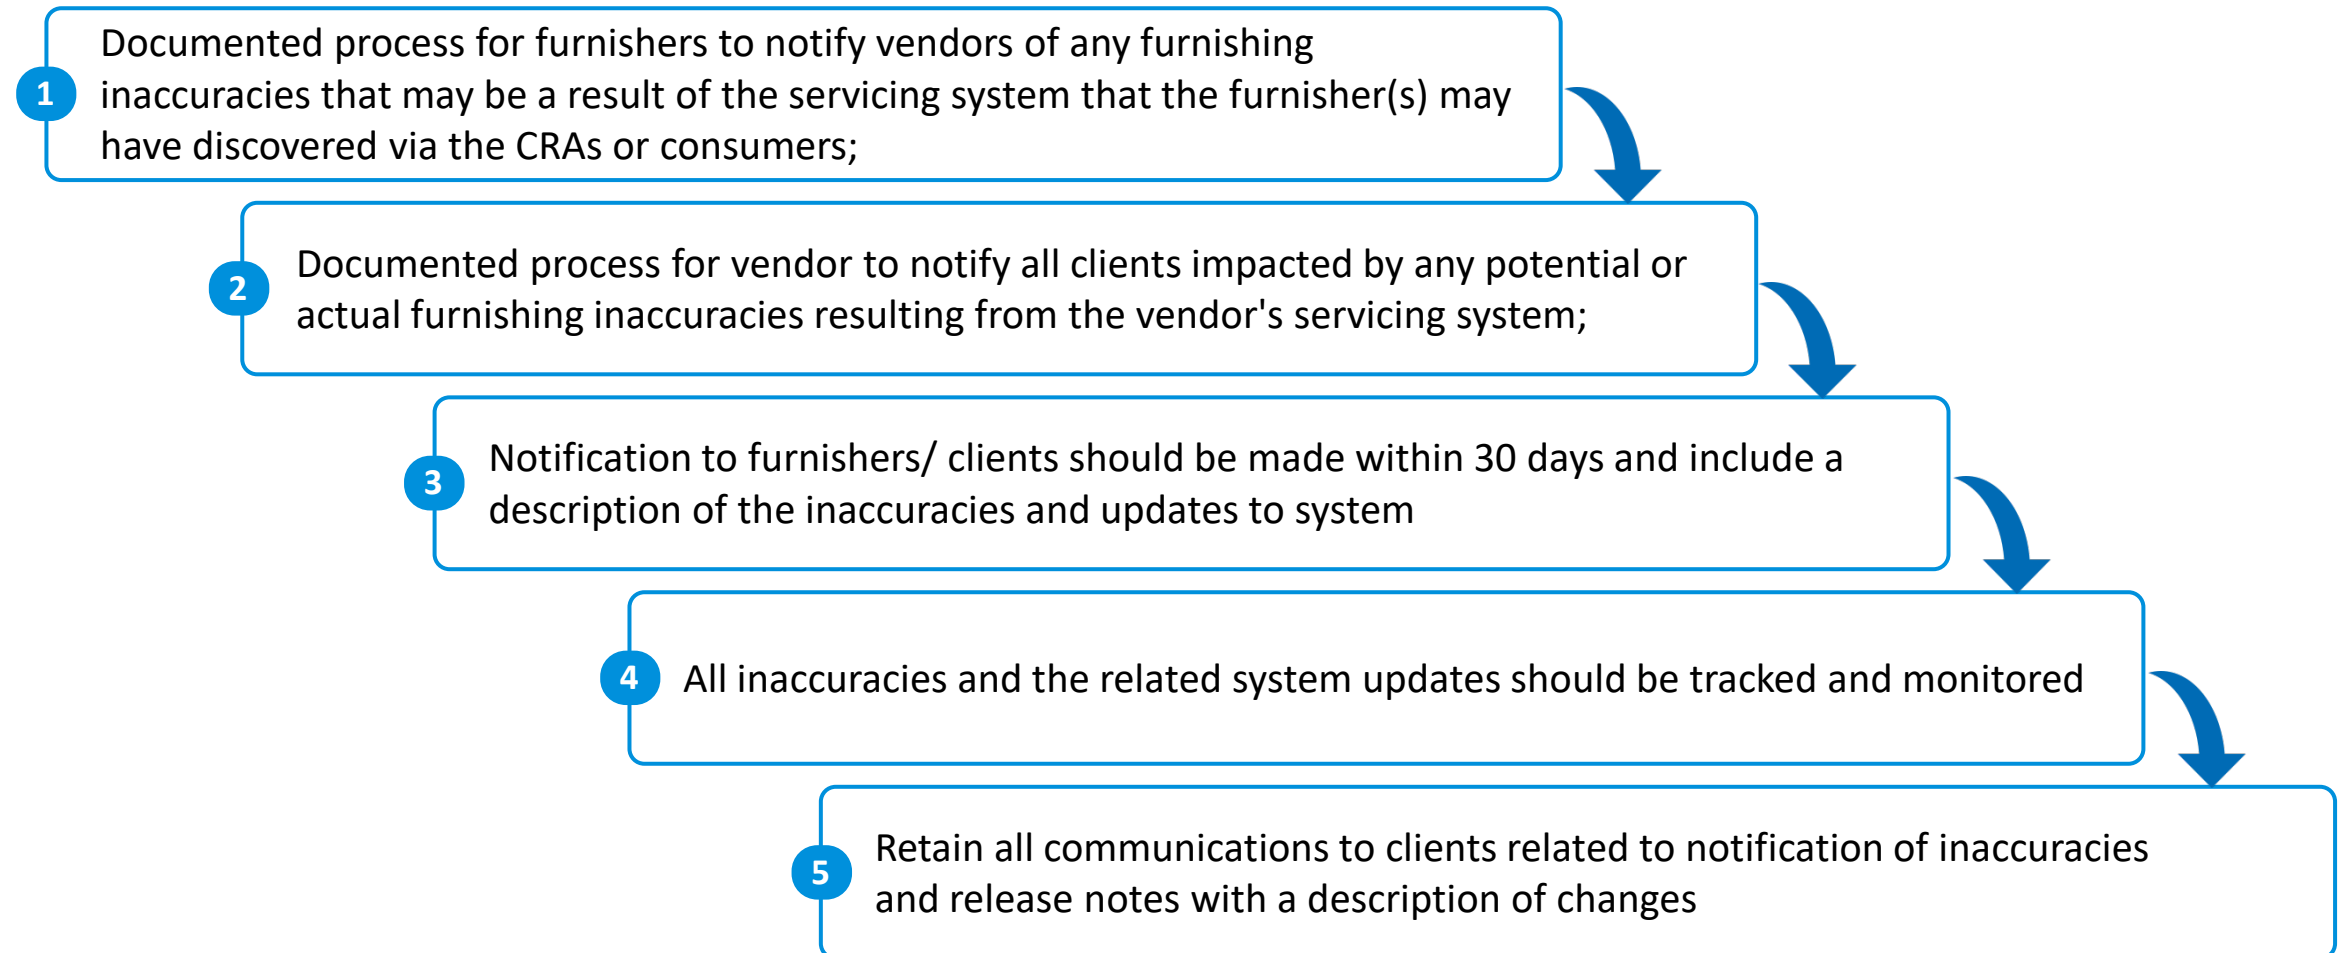 1
Documented process for furnishers to notify vendors of any furnishing
inaccuracies that may be a result of the servicing system that the furnisher(s) may
have discovered via the CRAs or consumers;
2
Documented process for vendor to notify all clients impacted by any potential or
actual furnishing inaccuracies resulting from the vendor's servicing system;
3
Notification to furnishers/ clients should be made within 30 days and include a
description of the inaccuracies and updates to system
4
All inaccuracies and the related system updates should be tracked and monitored
5
Retain all communications to clients related to notification of inaccuracies
and release notes with a description of changes